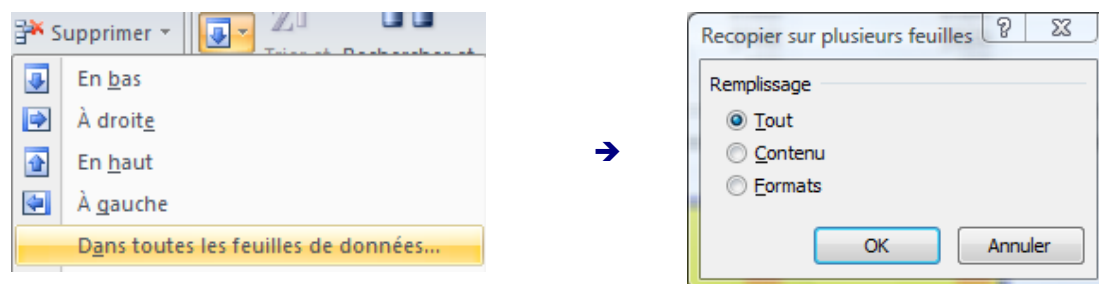 Supprimer
En bas
À droite
En haut
À gauche
Dans toutes les feuilles de données...
Recopier sur plusieurs feuilles
Remplissage
Tout
Contenu
Formats
OK
Annuler